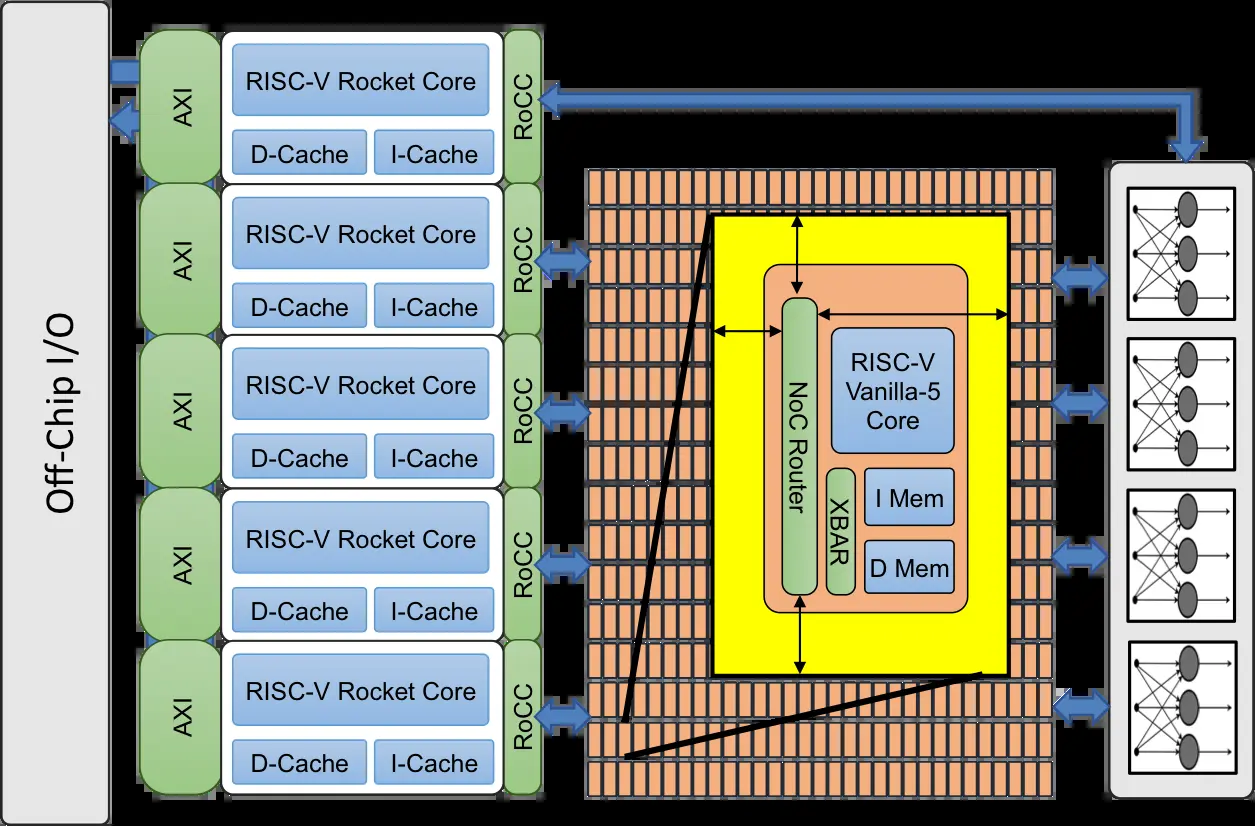 Off-Chip I/O
AXI
RISC-V Rocket Core
D-Cache
I-Cache
RoCC
AXI
RISC-V Rocket Core
D-Cache
I-Cache
RoCC
AXI
RISC-V Rocket Core
D-Cache
I-Cache
RoCC
AXI
RISC-V Rocket Core
D-Cache
I-Cache
RoCC
AXI
RISC-V Rocket Core
D-Cache
I-Cache
RoCC
NoC Router
RISC-V
Vanilla-5
Core
XBAR
I Mem
D Mem